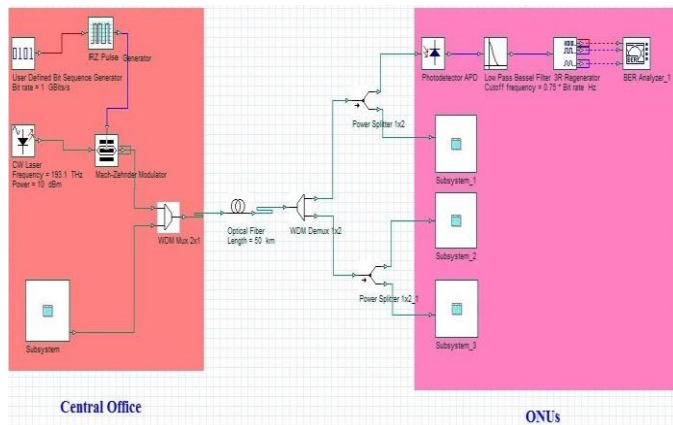 0101
User Defined Bit Sequence Generator
Bit rate = 1 GBits/s
RZ Pulse Generator
CW Laser
Frequency = 193.1 THz
Power = 10 dBm
Mach-Zehnder Modulator
WDM Mux 2x1
Subsystem
Central Office
Optical Fiber
Length = 50 km
WDM Demux 1x2
Power Splitter 1x2
Power Splitter 1x2_1
Photodetector APD
Low Pass Bessel Filter
Cutoff frequency = 0.75 * Bit rate Hz
3R
3R Regenerator
BER
BER Analyzer_1
Subsystem_1
Subsystem_2
Subsystem_3
ONUs